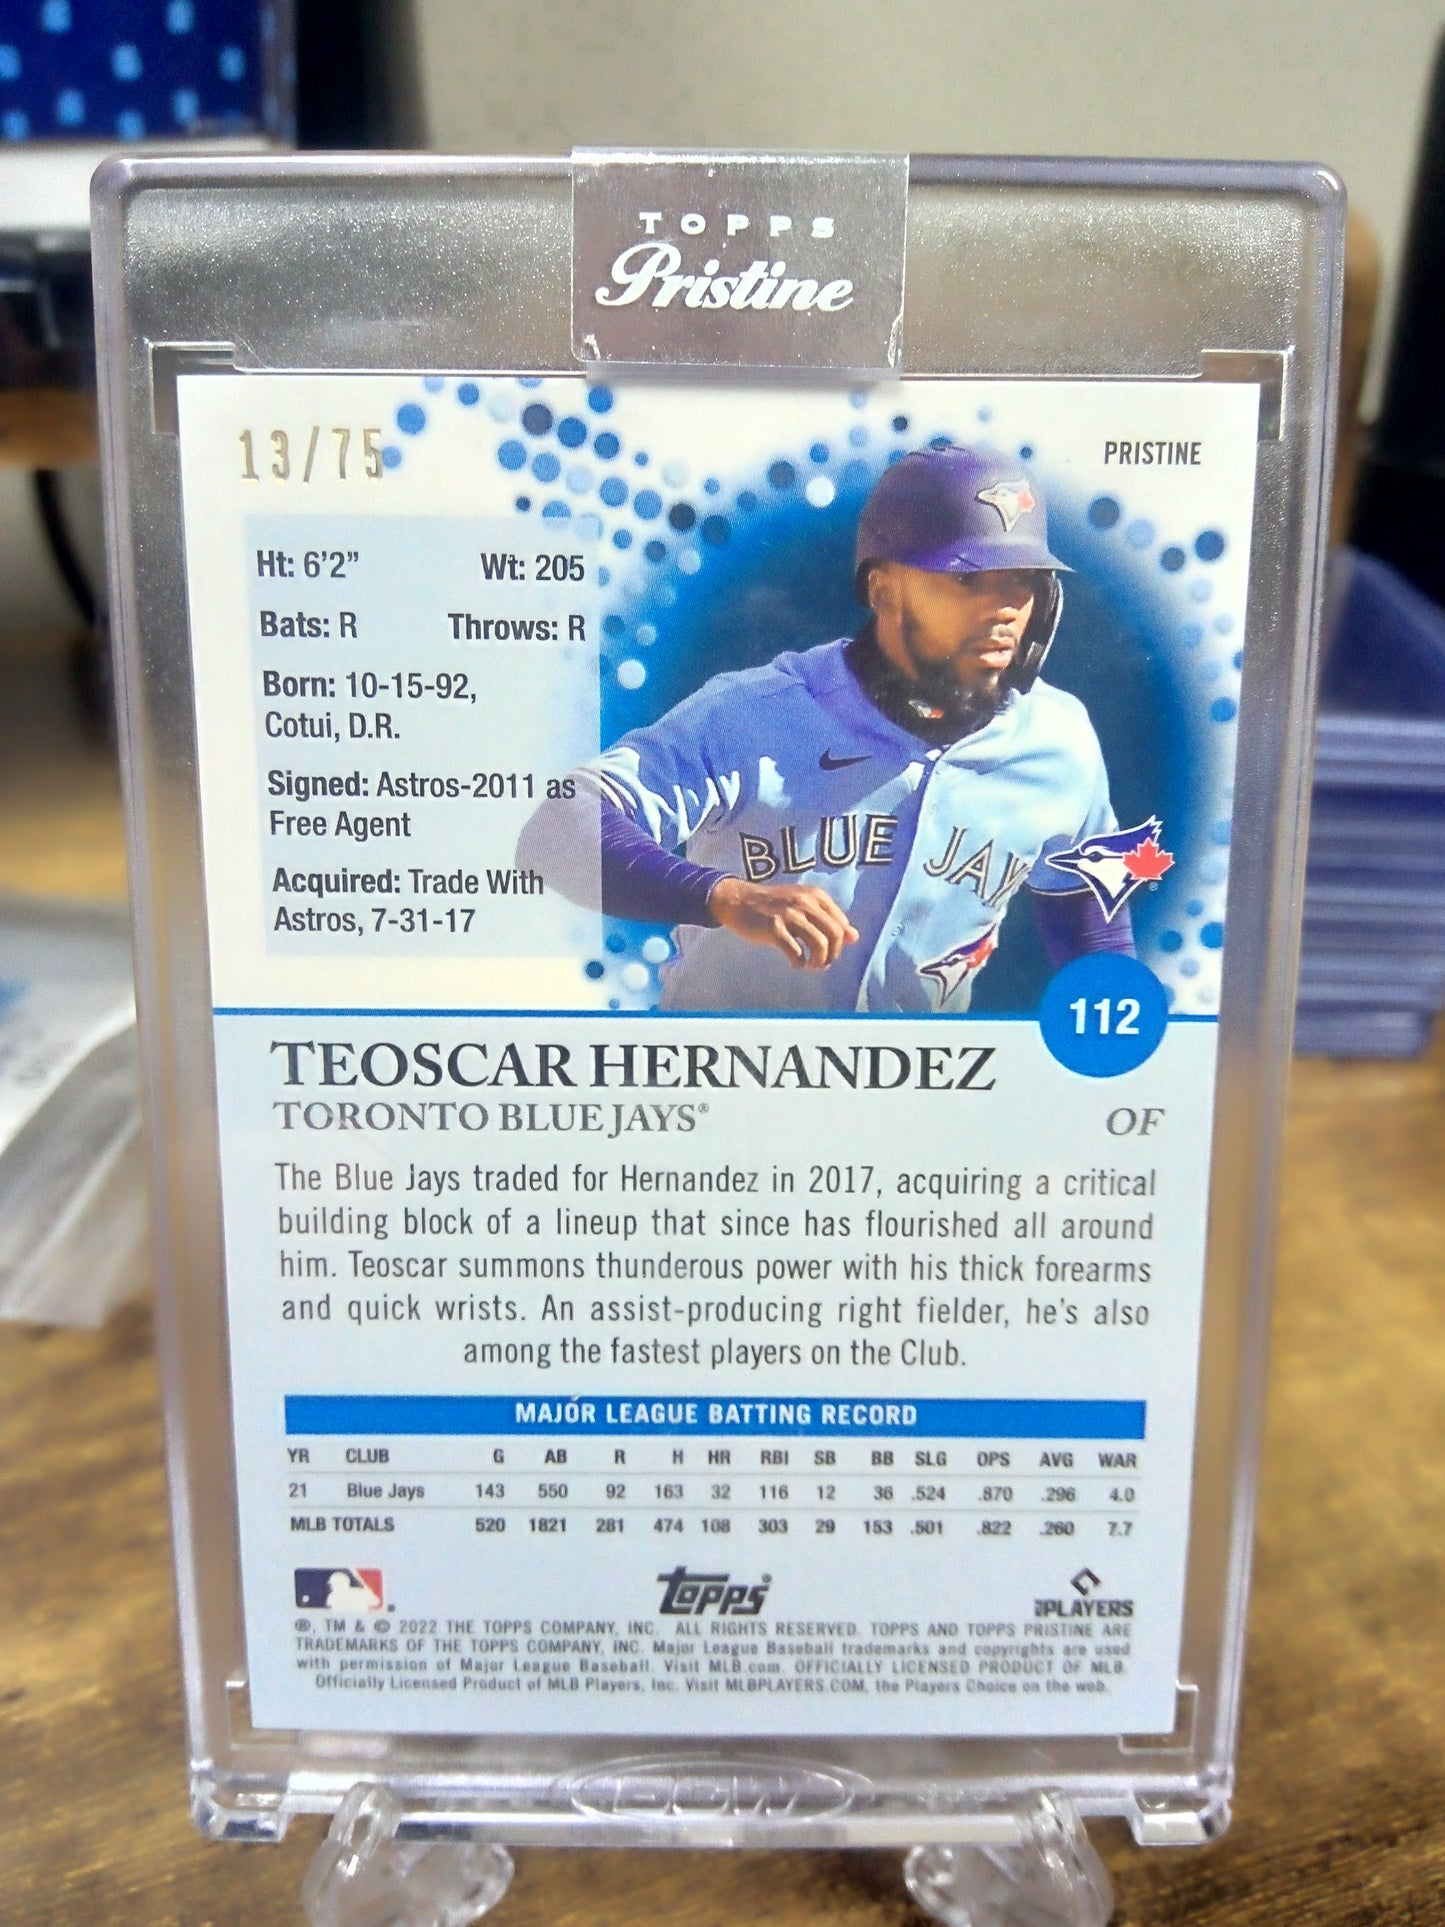 TOPPS
Pristine
13/75
PRISTINE
Ht: 6'2" Wt: 205
Bats: R Throws: R
Born: 10-15-92,
Cotui, D.R.
Signed: Astros-2011 as
Free Agent
Acquired: Trade With
Astros, 7-31-17
BLUE JAY
112
TEOSCAR HERNANDEZ
TORONTO BLUE JAYS®
OF
The Blue Jays traded for Hernandez in 2017, acquiring a critical
building block of a lineup that since has flourished all around
him. Teoscar summons thunderous power with his thick forearms
and quick wrists. An assist-producing right fielder, he's also
among the fastest players on the Club.
MAJOR LEAGUE BATTING RECORD
YR CLUB G AB R H HR RBI SB BB SLG OPS AVG WAR
21 Blue Jays 143 550 92 163 32 116 12 36 .524 .870 .296 4.0
MLB TOTALS 520 1821 281 474 108 303 29 153 .501 .822 .260 7.7
Topps
PLAYERS
®, TM & © 2022 THE TOPPS COMPANY, INC. ALL RIGHTS RESERVED. TOPPS AND TOPPS PRISTINE ARE
TRADEMARKS OF THE TOPPS COMPANY, INC. Major League Baseball trademarks and copyrights are used
with permission of Major League Baseball. Visit MLB.com. OFFICIALLY LICENSED PRODUCT OF MLB
Officially Licensed Product of MLB Players, Inc. Visit MLBPLAYERS.COM, the Players Choice on the web.
BCW